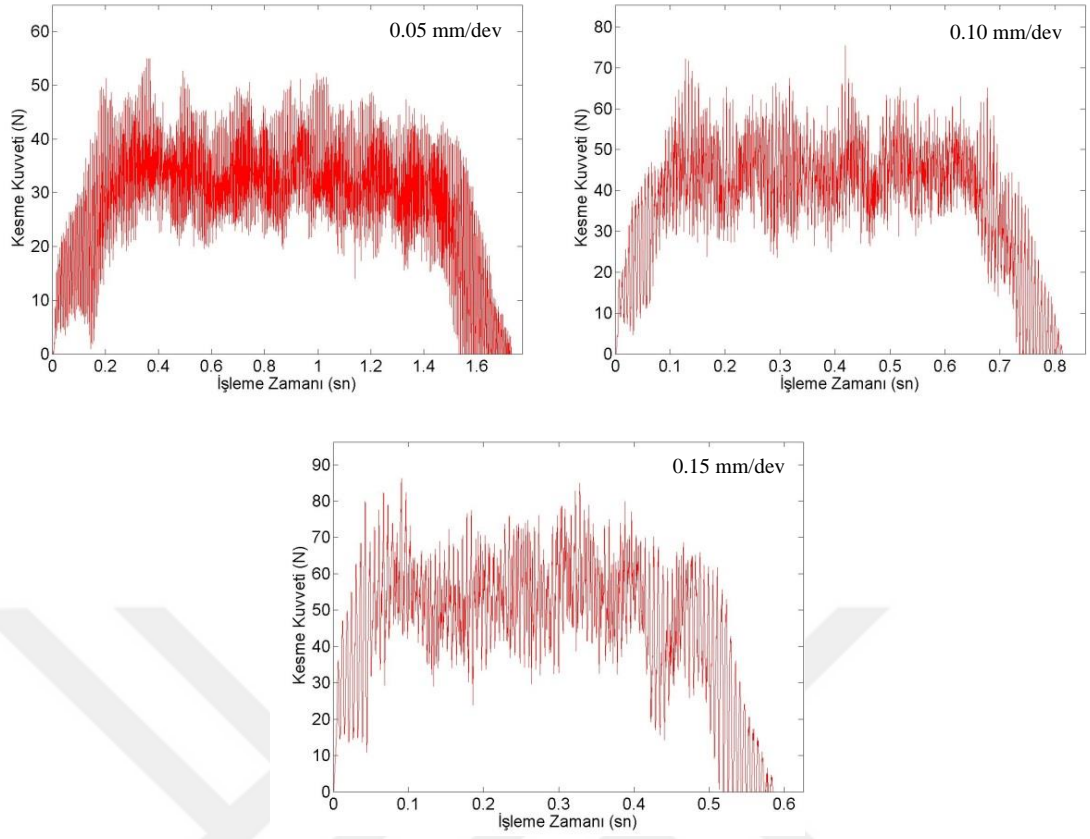 0.05 mm/dev
Kesme Kuvveti (N)
60
50
40
30
20
10
0
0 0.2 0.4 0.6 0.8 1 1.2 1.4 1.6
İşleme Zamanı (sn)
0.10 mm/dev
Kesme Kuvveti (N)
80
70
60
50
40
30
20
10
0
0 0.1 0.2 0.3 0.4 0.5 0.6 0.7 0.8
İşleme Zamanı (sn)
0.15 mm/dev
Kesme Kuvveti (N)
90
80
70
60
50
40
30
20
10
0
0 0.1 0.2 0.3 0.4 0.5 0.6
İşleme Zamanı (sn)